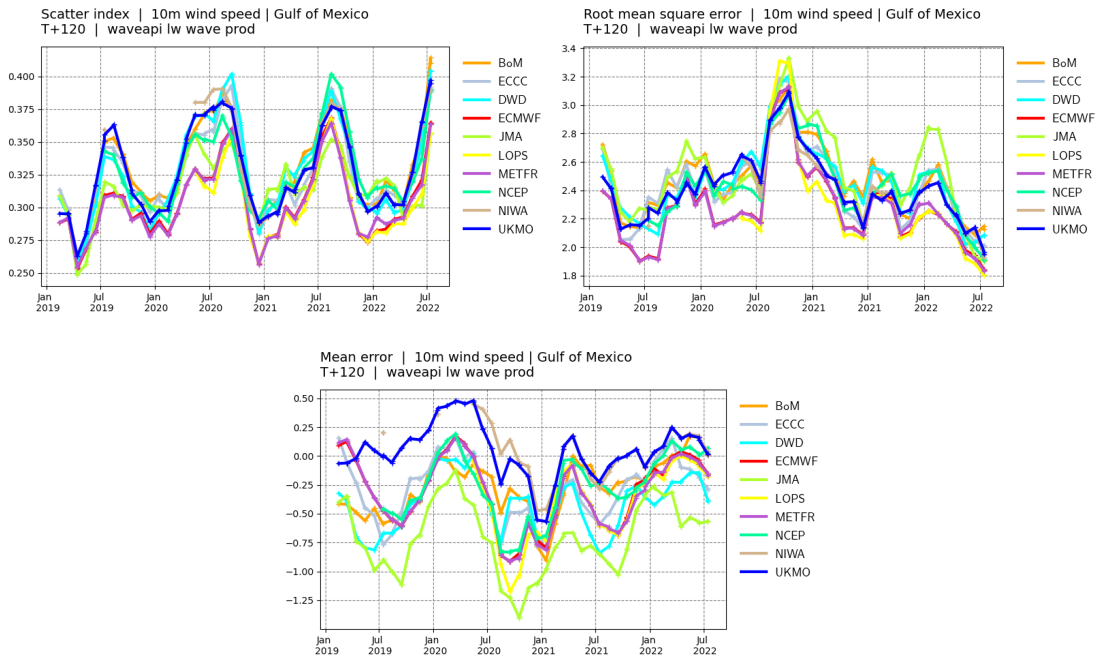 Scatter index | 10m wind speed | Gulf of Mexico
T+120 | waveapi lw wave prod
0.400
0.375
0.350
0.325
0.300
0.275
0.250
Jan 2019
Jul
Jan 2020
Jul
Jan 2021
Jul
Jan 2022
Jul
BoM
ECCC
DWD
ECMWF
JMA
LOPS
METFR
NCEP
NIWA
UKMO
Root mean square error | 10m wind speed | Gulf of Mexico
T+120 | waveapi lw wave prod
3.4
3.2
3.0
2.8
2.6
2.4
2.2
2.0
1.8
Jan 2019
Jul
Jan 2020
Jul
Jan 2021
Jul
Jan 2022
Jul
BoM
ECCC
DWD
ECMWF
JMA
LOPS
METFR
NCEP
NIWA
UKMO
Mean error | 10m wind speed | Gulf of Mexico
T+120 | waveapi lw wave prod
0.50
0.25
0.00
−0.25
−0.50
−0.75
−1.00
−1.25
Jan 2019
Jul 2019
Jan 2020
Jul 2020
Jan 2021
Jul 2021
Jan 2022
Jul 2022
BoM
ECCC
DWD
ECMWF
JMA
LOPS
METFR
NCEP
NIWA
UKMO